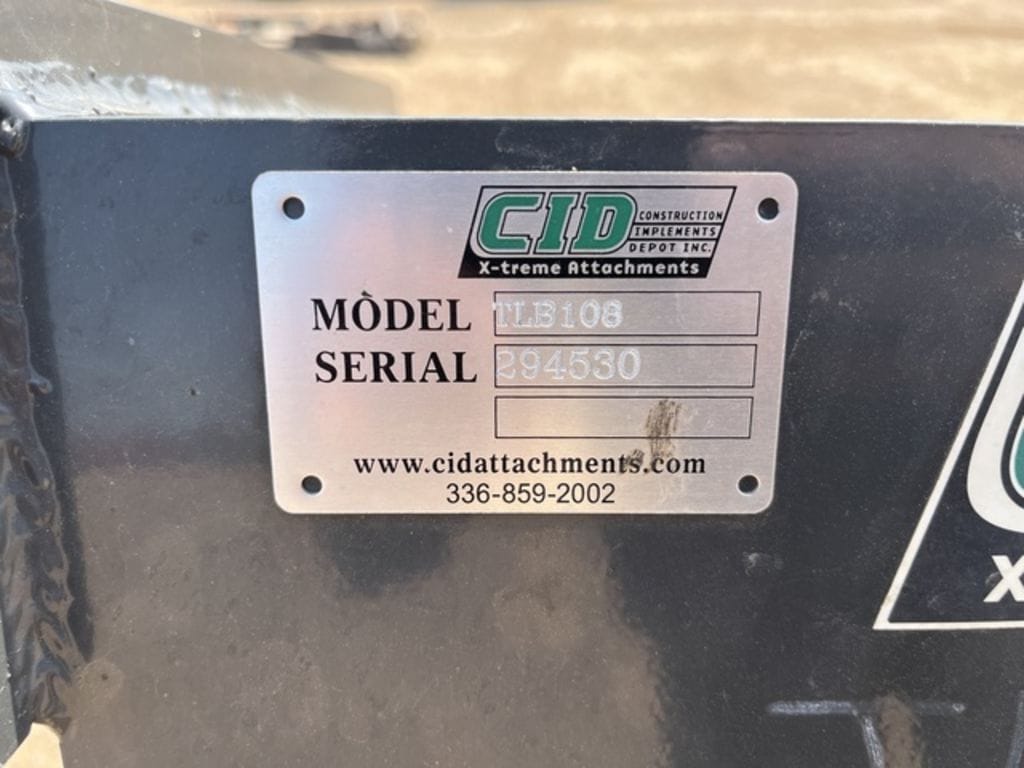 CID
CONSTRUCTION
IMPLEMENTS
DEPOT INC.
X-treme Attachments
MODEL TLB108
SERIAL 294530
www.cidattachments.com
336-859-2002
X